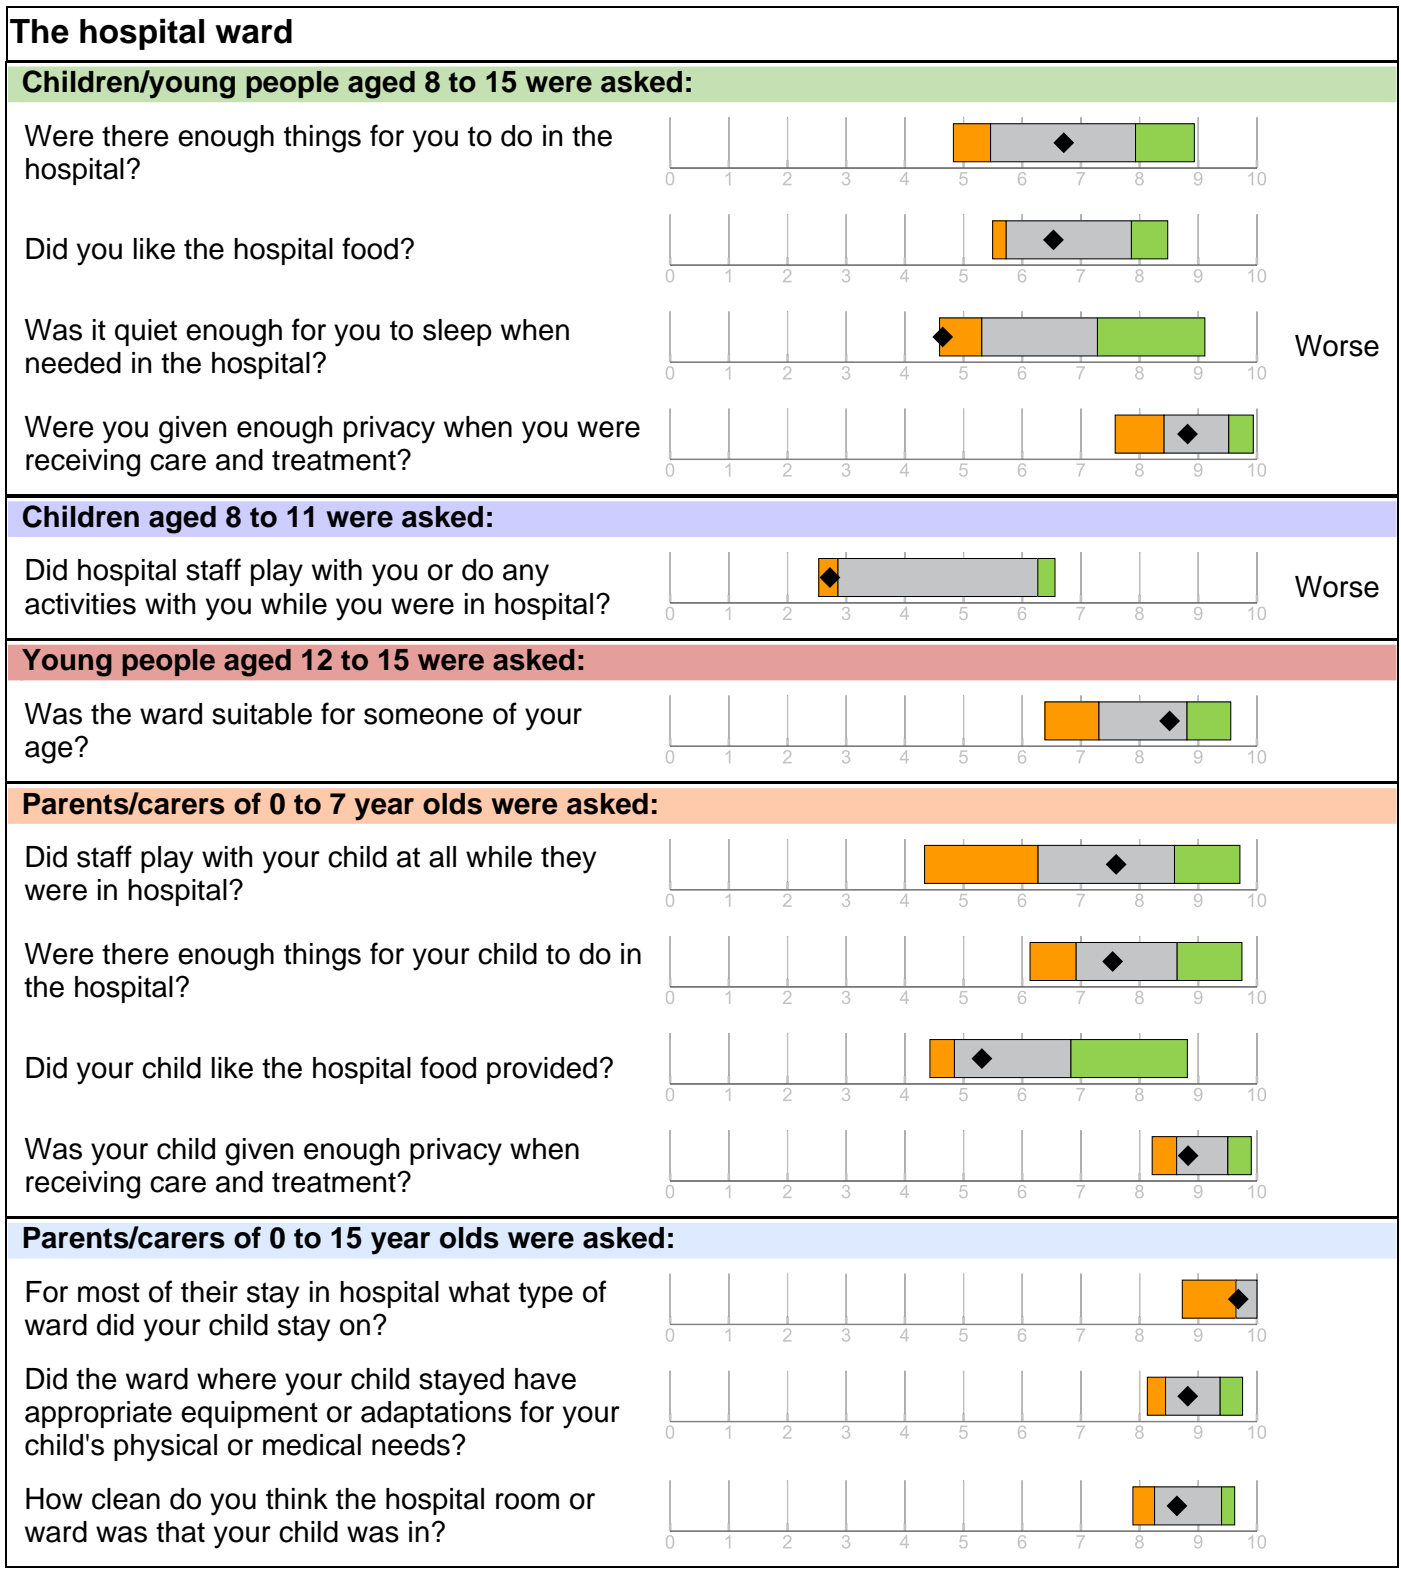 The hospital ward
Children/young people aged 8 to 15 were asked:
Were there enough things for you to do in the
hospital?
0 1 2 3 4 5 6 7 8 9 10
Did you like the hospital food?
0 1 2 3 4 5 6 7 8 9 10
Was it quiet enough for you to sleep when
needed in the hospital?
Worse
0 1 2 3 4 5 6 7 8 9 10
Were you given enough privacy when you were
receiving care and treatment?
0 1 2 3 4 5 6 7 8 9 10
Children aged 8 to 11 were asked:
Did hospital staff play with you or do any
activities with you while you were in hospital?
Worse
0 1 2 3 4 5 6 7 8 9 10
Young people aged 12 to 15 were asked:
Was the ward suitable for someone of your
age?
0 1 2 3 4 5 6 7 8 9 10
Parents/carers of 0 to 7 year olds were asked:
Did staff play with your child at all while they
were in hospital?
0 1 2 3 4 5 6 7 8 9 10
Were there enough things for your child to do in
the hospital?
0 1 2 3 4 5 6 7 8 9 10
Did your child like the hospital food provided?
0 1 2 3 4 5 6 7 8 9 10
Was your child given enough privacy when
receiving care and treatment?
0 1 2 3 4 5 6 7 8 9 10
Parents/carers of 0 to 15 year olds were asked:
For most of their stay in hospital what type of
ward did your child stay on?
0 1 2 3 4 5 6 7 8 9 10
Did the ward where your child stayed have
appropriate equipment or adaptations for your
child's physical or medical needs?
0 1 2 3 4 5 6 7 8 9 10
How clean do you think the hospital room or
ward was that your child was in?
0 1 2 3 4 5 6 7 8 9 10